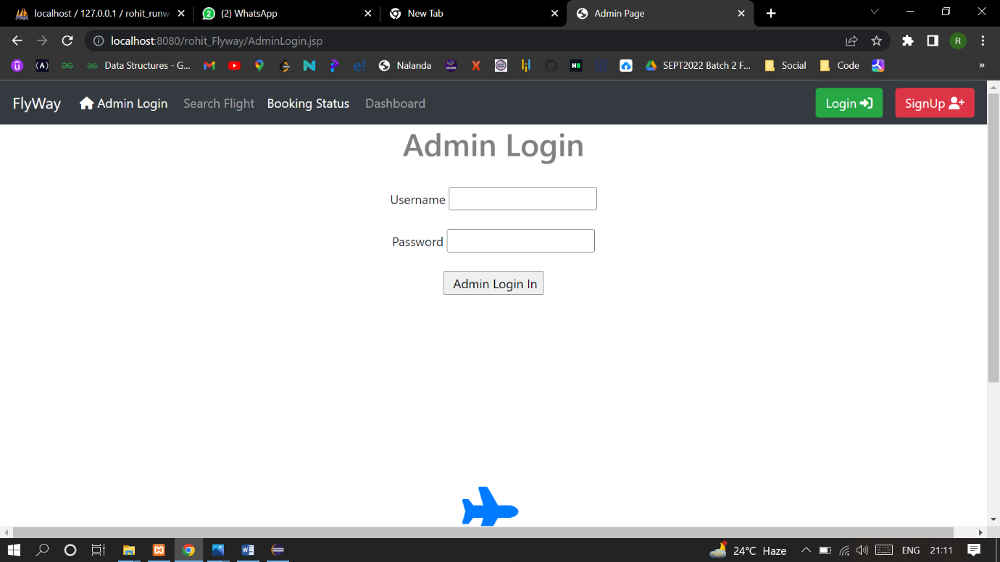 localhost / 127.0.0.1 / rohit_runw
(2) WhatsApp
New Tab
Admin Page
localhost:8080/rohit_Flyway/AdminLogin.jsp
R
Data Structures - G...
Nalanda
SEPT2022 Batch 2 F...
Social
Code
»
FlyWay
Admin Login
Search Flight
Booking Status
Dashboard
Login
SignUp
Admin Login
Username
Password
Admin Login In
24°C Haze
ENG
21:11